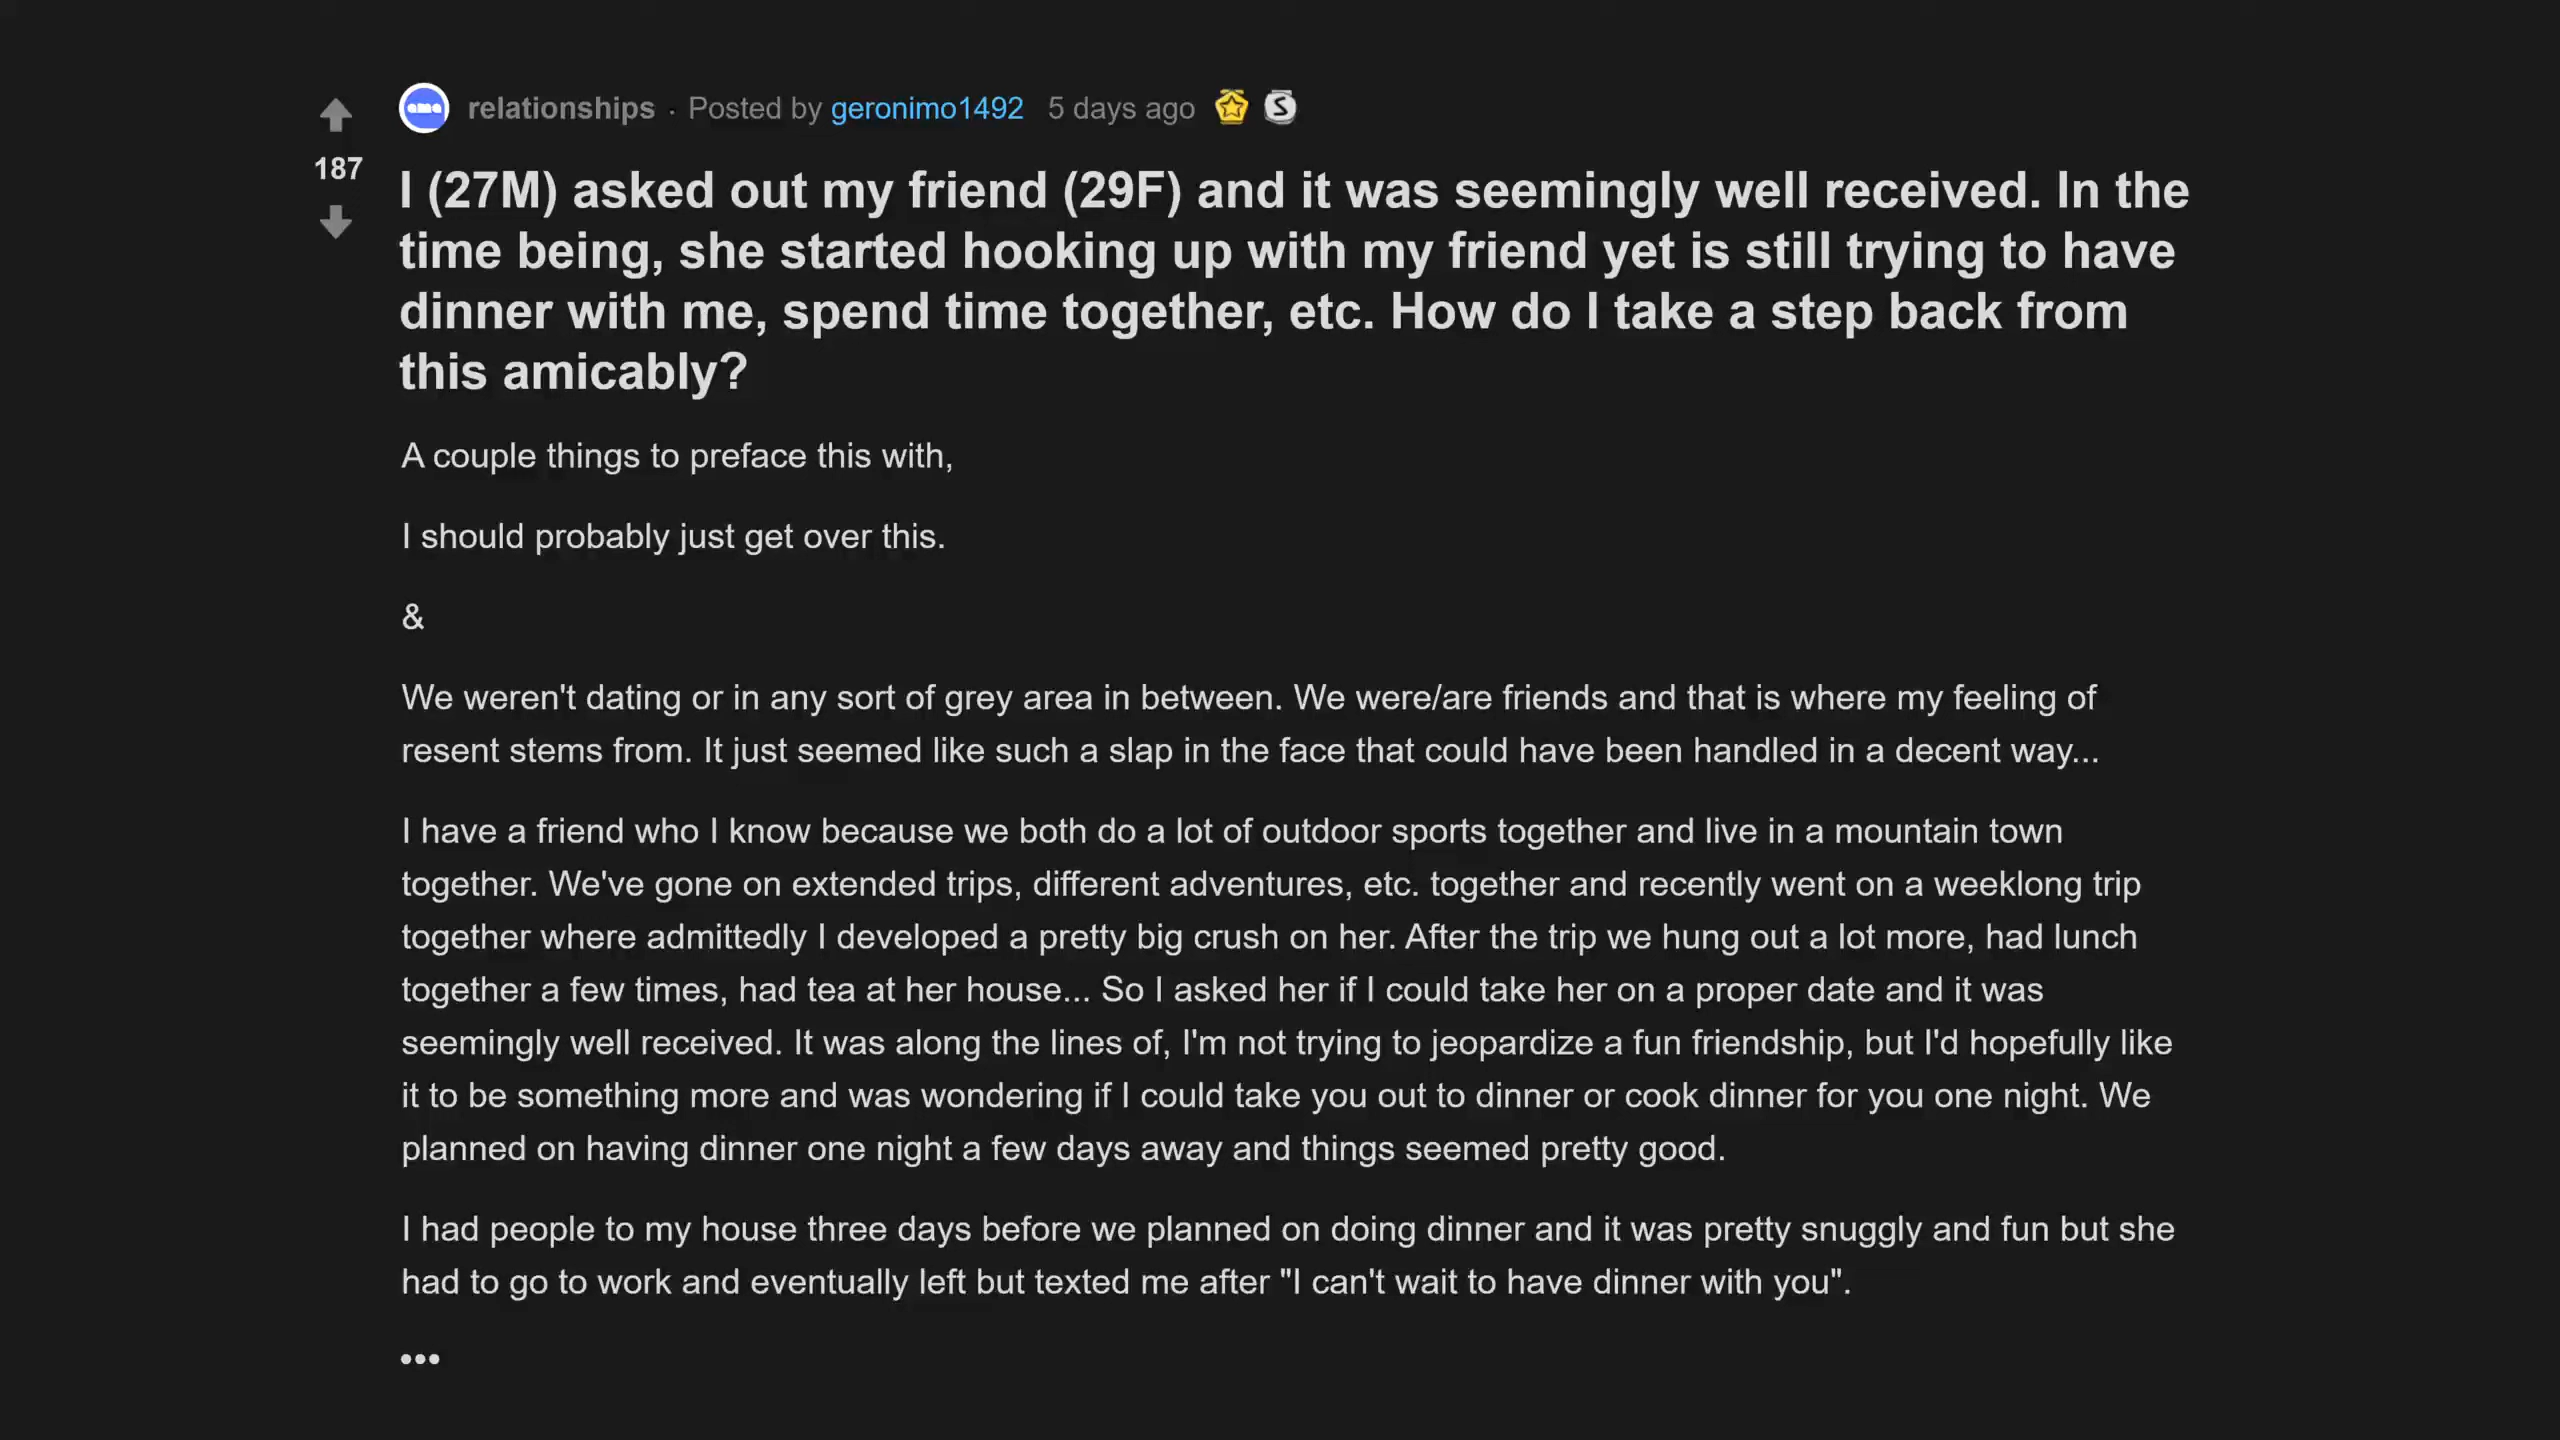 ama relationships · Posted by geronimo1492 5 days ago S
187
I (27M) asked out my friend (29F) and it was seemingly well received. In the
time being, she started hooking up with my friend yet is still trying to have
dinner with me, spend time together, etc. How do I take a step back from
this amicably?
A couple things to preface this with,
I should probably just get over this.
&
We weren't dating or in any sort of grey area in between. We were/are friends and that is where my feeling of
resent stems from. It just seemed like such a slap in the face that could have been handled in a decent way...
I have a friend who I know because we both do a lot of outdoor sports together and live in a mountain town
together. We've gone on extended trips, different adventures, etc. together and recently went on a weeklong trip
together where admittedly I developed a pretty big crush on her. After the trip we hung out a lot more, had lunch
together a few times, had tea at her house... So I asked her if I could take her on a proper date and it was
seemingly well received. It was along the lines of, I'm not trying to jeopardize a fun friendship, but I'd hopefully like
it to be something more and was wondering if I could take you out to dinner or cook dinner for you one night. We
planned on having dinner one night a few days away and things seemed pretty good.
I had people to my house three days before we planned on doing dinner and it was pretty snuggly and fun but she
had to go to work and eventually left but texted me after "I can't wait to have dinner with you".
•••